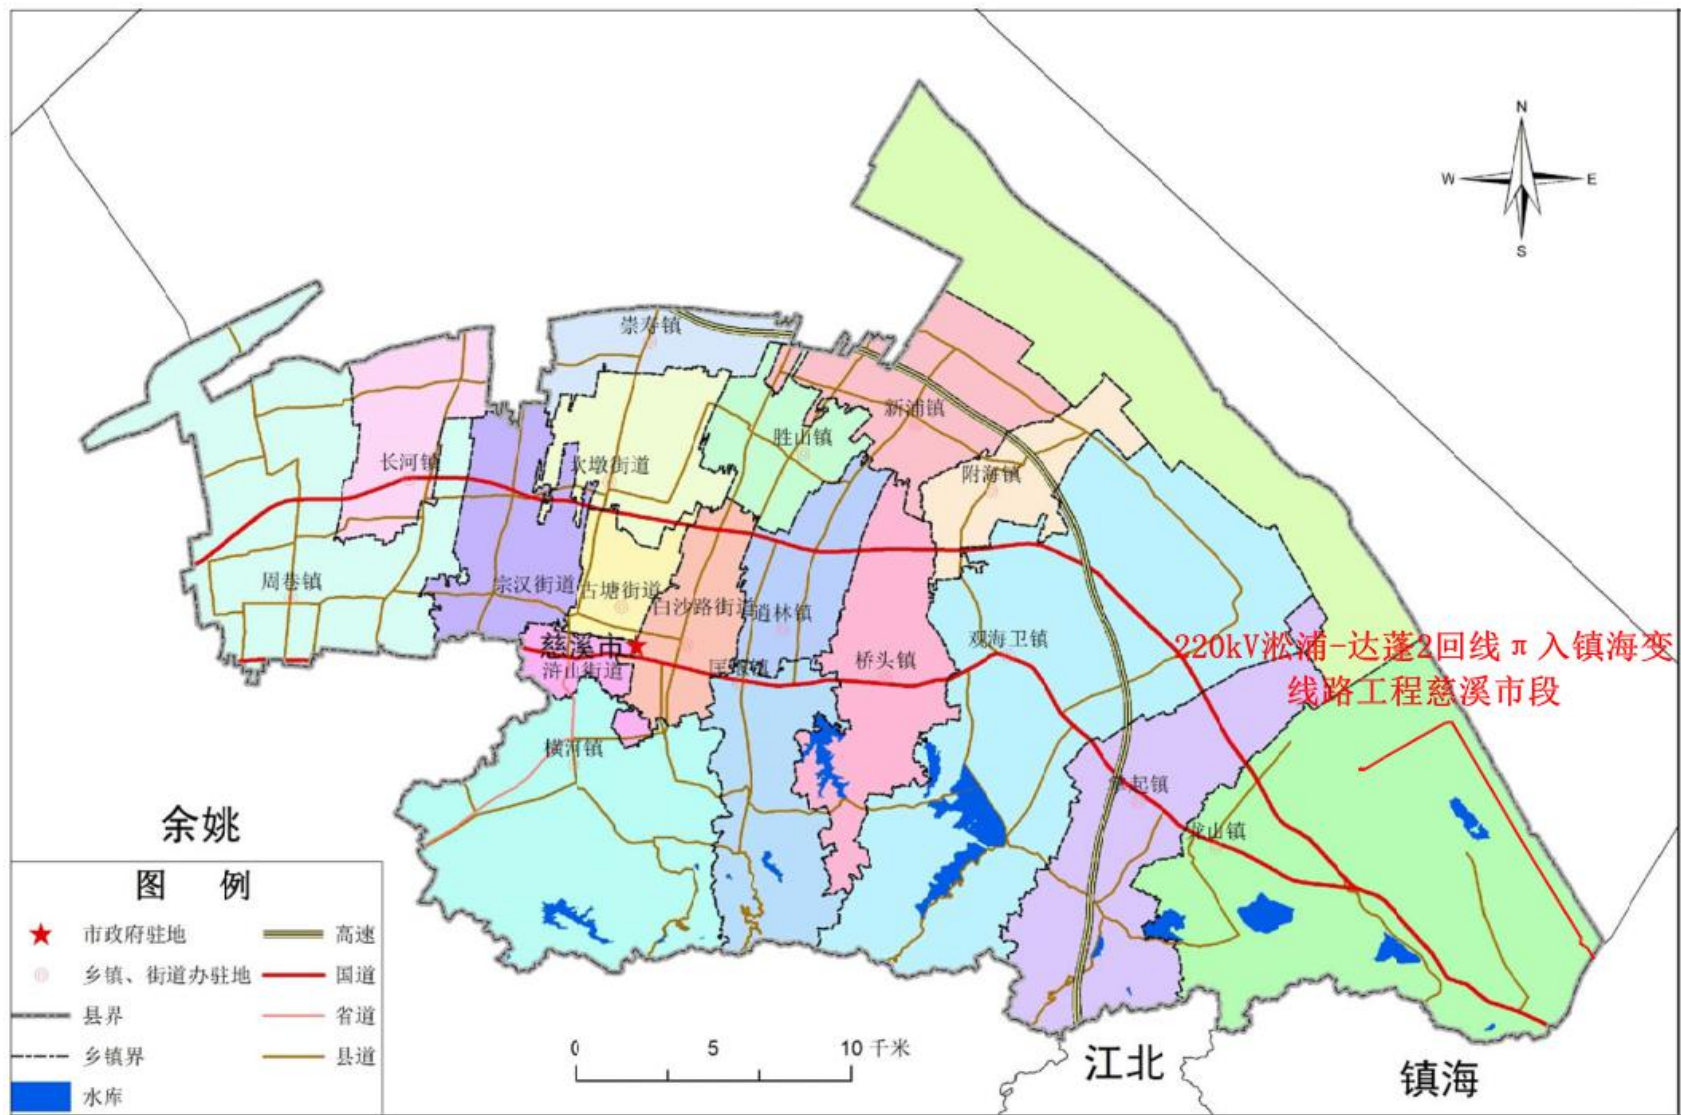 N
W
E
S
崇寿镇
新浦镇
胜山镇
长河镇
坎墩街道
附海镇
周巷镇
宗汉街道
古塘街道
白沙路街道
逍林镇
慈溪市
浒山街道
匡堰镇
桥头镇
观海卫镇
220kV淞浦-达蓬2回线π入镇海变
线路工程慈溪市段
横河镇
掌起镇
龙山镇
余姚
图 例
市政府驻地
高速
乡镇、街道办驻地
国道
县界
省道
乡镇界
县道
水库
0
5
10 千米
江北
镇海